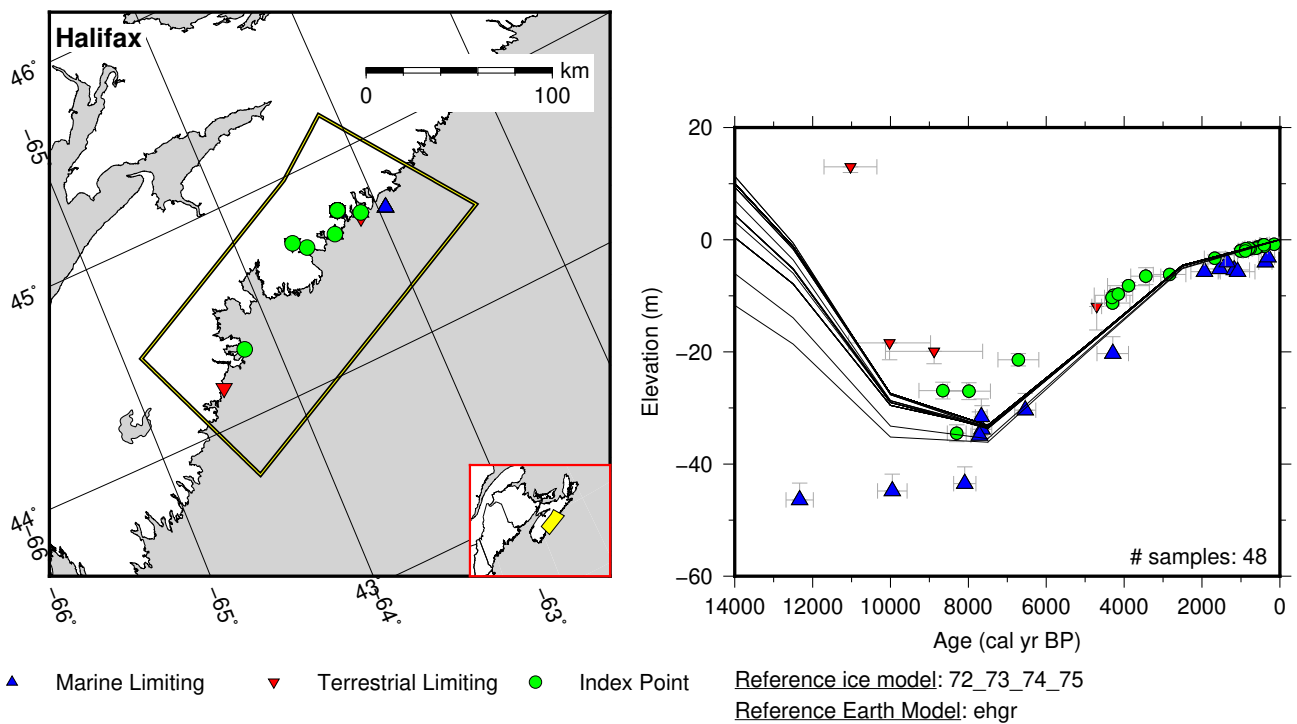 Halifax
km
0 100
46°
−65
45°
44°
−66
−66°
−65°
43°
−64°
−63°
20
0
−20
−40
−60
Elevation (m)
# samples: 48
14000 12000 10000 8000 6000 4000 2000 0
Age (cal yr BP)
Marine Limiting Terrestrial Limiting Index Point
Reference ice model: 72_73_74_75
Reference Earth Model: ehgr